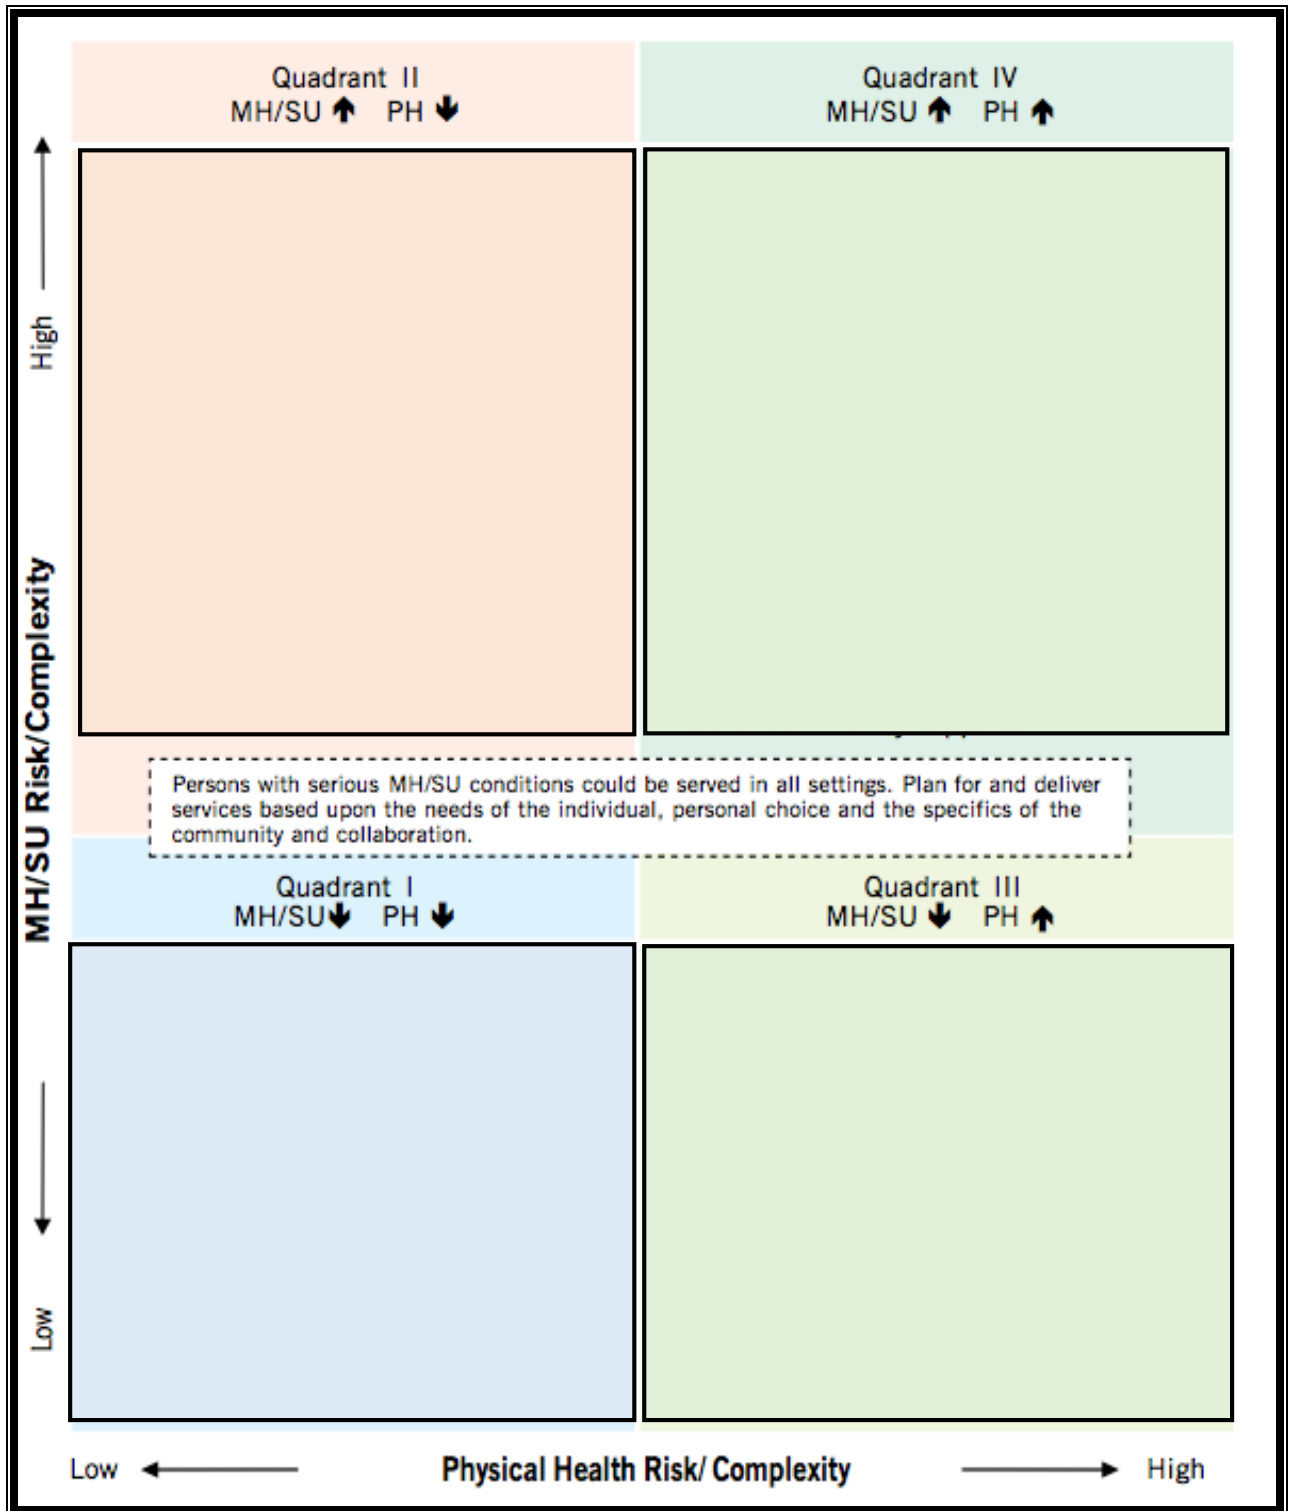 Quadrant II
MH/SU ↑ PH ↓
Quadrant IV
MH/SU ↑ PH ↑
High
MH/SU Risk/Complexity
Persons with serious MH/SU conditions could be served in all settings. Plan for and deliver
services based upon the needs of the individual, personal choice and the specifics of the
community and collaboration.
Quadrant I
MH/SU↓ PH ↓
Quadrant III
MH/SU ↓ PH ↑
Low
Low
Physical Health Risk/ Complexity
High